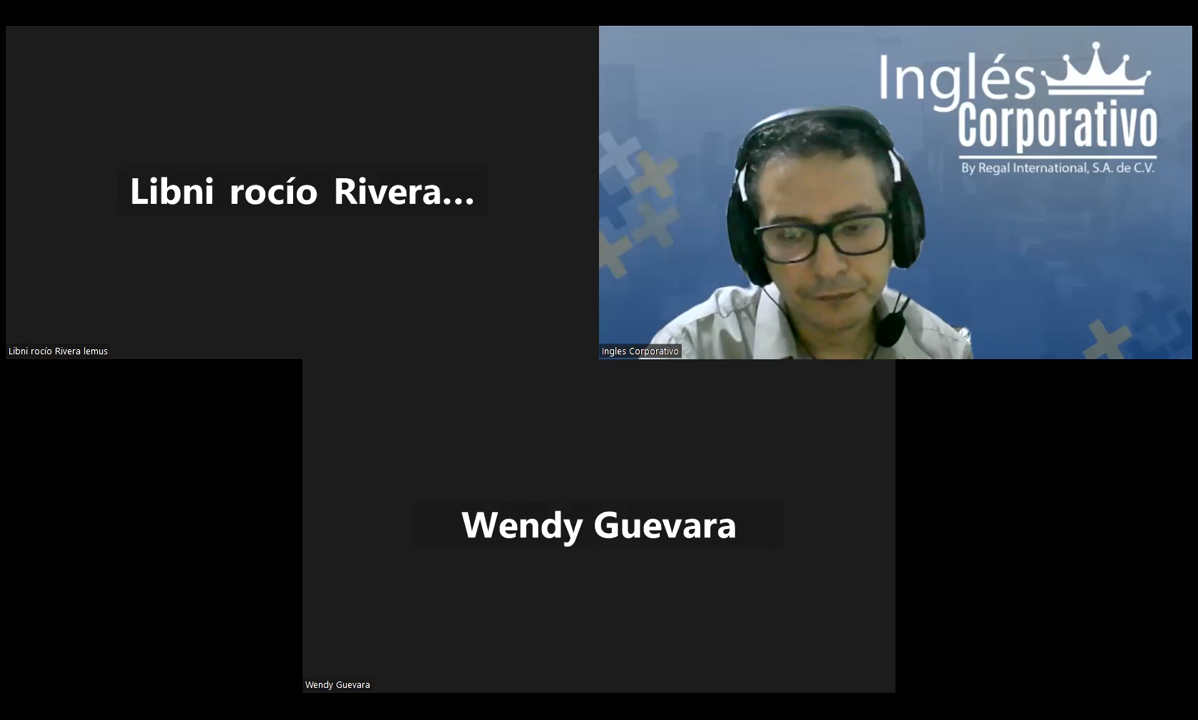 Libni rocío Rivera...
Libni rocío Rivera lemus
Inglés
Corporativo
By Regal International, S.A. de C.V.
Ingles Corporativo
Wendy Guevara
Wendy Guevara